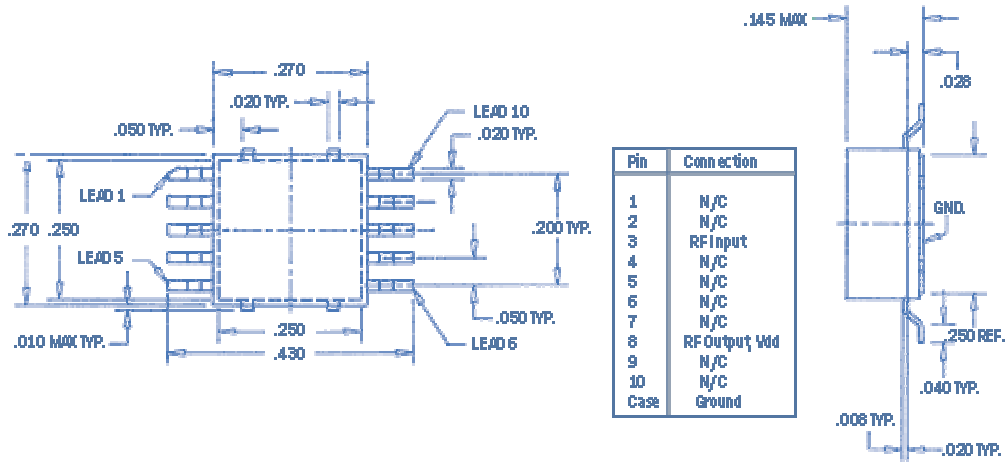 .145 MAX
.028
.270
.020 TYP.
.050 TYP.
LEAD 10
.020 TYP.
LEAD 1
.270
.250
.200 TYP.
LEAD 5
.010 MAX TYP.
.250
.430
.050 TYP.
LEAD 6
Pin Connection
1 N/C
2 N/C
3 RF Input
4 N/C
5 N/C
6 N/C
7 N/C
8 RF Output, Vdd
9 N/C
10 N/C
Case Ground
GND.
.250 REF.
.040 TYP.
.008 TYP.
.020 TYP.